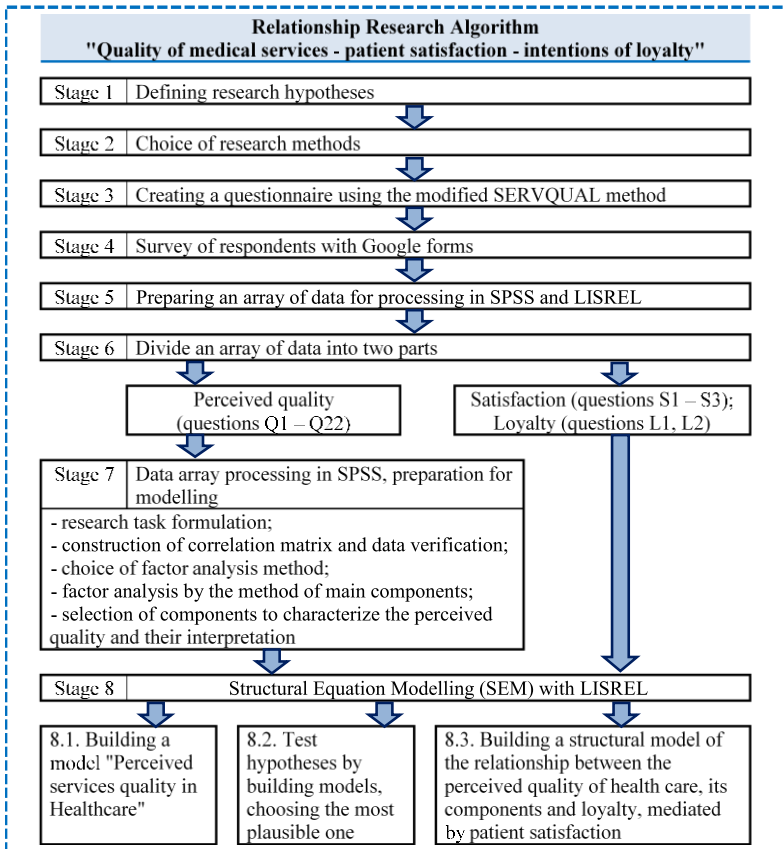 Relationship Research Algorithm
"Quality of medical services - patient satisfaction - intentions of loyalty"
Stage 1 Defining research hypotheses
Stage 2 Choice of research methods
Stage 3 Creating a questionnaire using the modified SERVQUAL method
Stage 4 Survey of respondents with Google forms
Stage 5 Preparing an array of data for processing in SPSS and LISREL
Stage 6 Divide an array of data into two parts
Perceived quality
(questions Q1 – Q22)
Satisfaction (questions S1 – S3);
Loyalty (questions L1, L2)
Stage 7 Data array processing in SPSS, preparation for
modelling
- research task formulation;
- construction of correlation matrix and data verification;
- choice of factor analysis method;
- factor analysis by the method of main components;
- selection of components to characterize the perceived
quality and their interpretation
Stage 8 Structural Equation Modelling (SEM) with LISREL
8.1. Building a
model "Perceived
services quality in
Healthcare"
8.2. Test
hypotheses by
building models,
choosing the most
plausible one
8.3. Building a structural model of
the relationship between the
perceived quality of health care, its
components and loyalty, mediated
by patient satisfaction